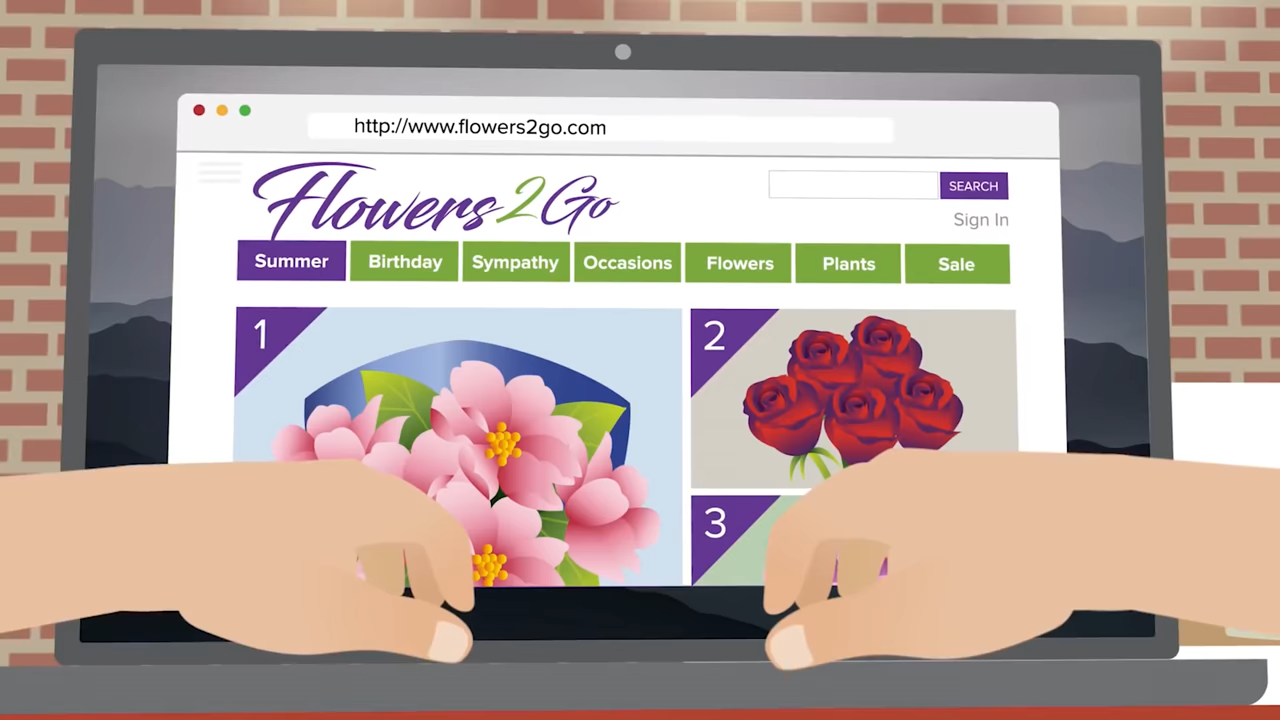 http://www.flowers2go.com
Flowers2Go
SEARCH
Sign In
Summer
Birthday
Sympathy
Occasions
Flowers
Plants
Sale
1
2
3